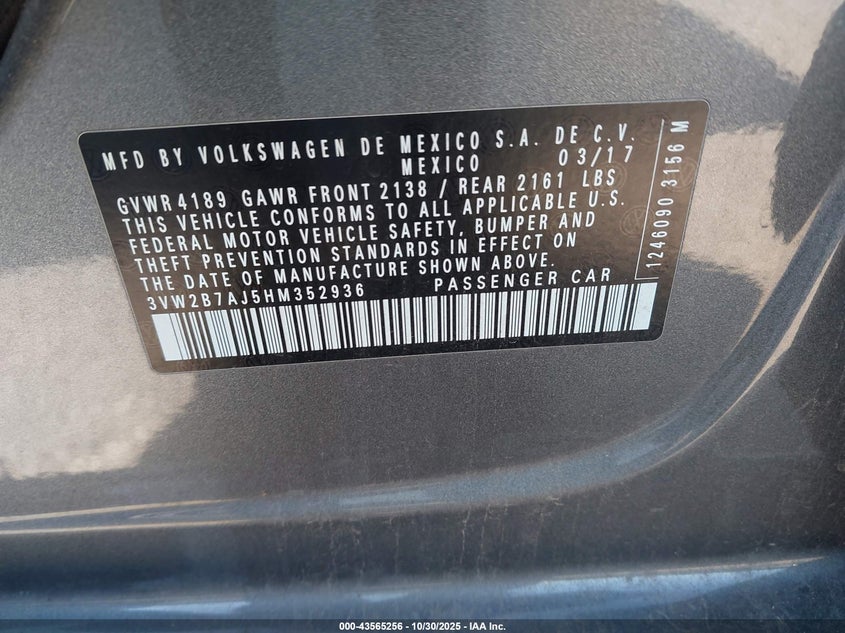 MFD BY VOLKSWAGEN DE MEXICO S.A. DE C.V.
MEXICO 03/17
GVWR 4189 GAWR FRONT 2138 / REAR 2161 LBS
THIS VEHICLE CONFORMS TO ALL APPLICABLE U.S.
FEDERAL MOTOR VEHICLE SAFETY, BUMPER AND
THEFT PREVENTION STANDARDS IN EFFECT ON
THE DATE OF MANUFACTURE SHOWN ABOVE.
3VW2B7AJ5HM352936 PASSENGER CAR
1246090 3156 M
000-43565256 | 10/30/2025 - IAA Inc.